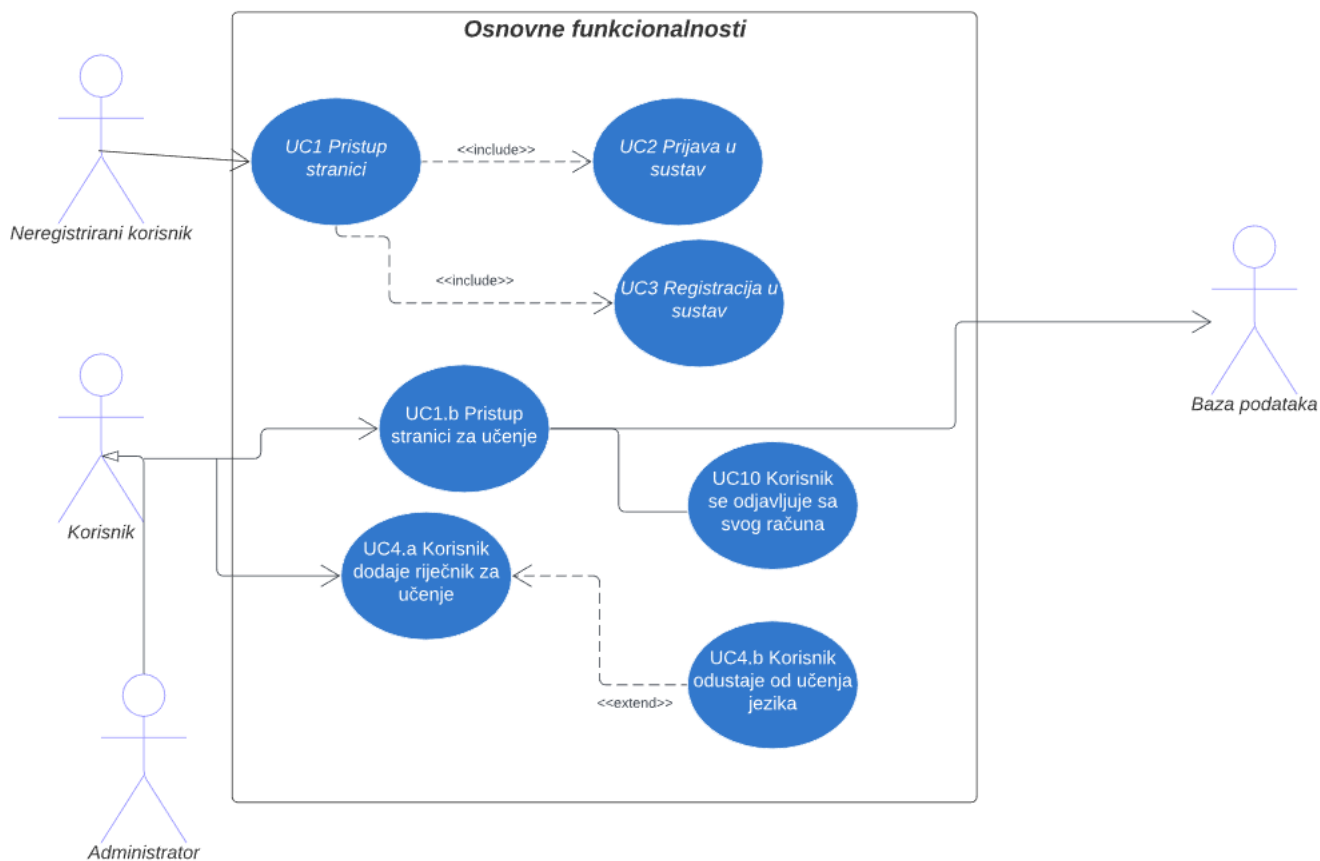 Osnovne funkcionalnosti
UC1 Pristup
stranici
<<include>>
UC2 Prijava u
sustav
Neregistrirani korisnik
<<include>>
UC3 Registracija u
sustav
Baza podataka
UC1.b Pristup
stranici za učenje
UC10 Korisnik
se odjavljuje sa
svog računa
Korisnik
UC4.a Korisnik
dodaje riječnik za
učenje
UC4.b Korisnik
odustaje od učenja
jezika
<<extend>>
Administrator